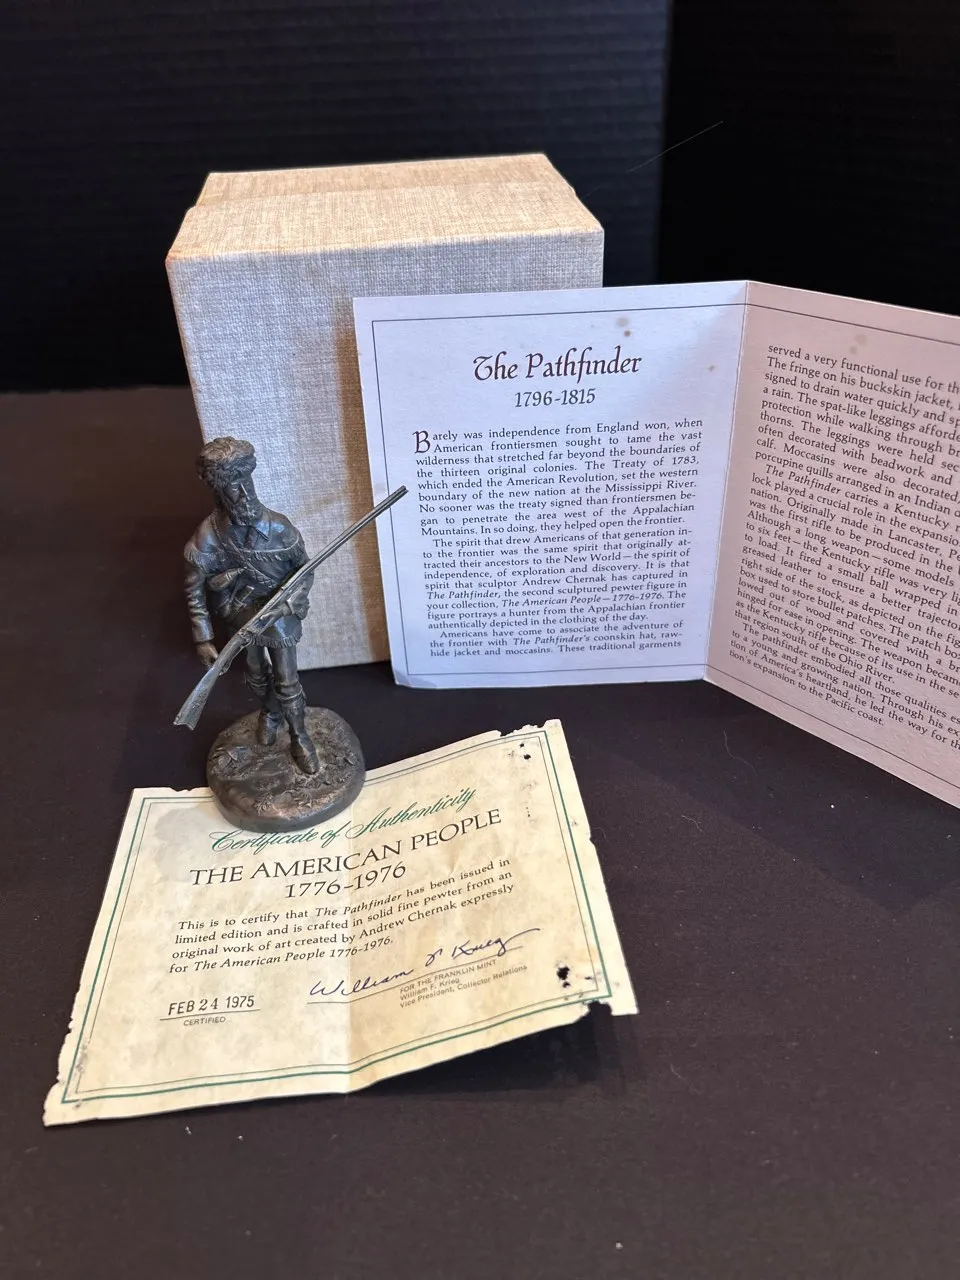 The Pathfinder
1796-1815
Barely was independence from England won, when
American frontiersmen sought to tame the vast
wilderness that stretched far beyond the boundaries of
the thirteen original colonies. The Treaty of 1783,
which ended the American Revolution, set the western
boundary of the new nation at the Mississippi River.
No sooner was the treaty signed than frontiersmen be-
gan to penetrate the area west of the Appalachian
Mountains. In so doing, they helped open the frontier.
The spirit that drew Americans of that generation in-
to the frontier was the same spirit that originally at-
tracted their ancestors to the New World—the spirit of
independence, of exploration and discovery. It is that
spirit that sculptor Andrew Chernak has captured in
The Pathfinder, the second sculptured pewter figure in
your collection, The American People—1776-1976. The
figure portrays a hunter from the Appalachian frontier
authentically depicted in the clothing of the day.
Americans have come to associate the adventure of
the frontier with The Pathfinder's coonskin hat, raw-
hide jacket and moccasins. These traditional garments
served a very functional use for th
The fringe on his buckskin jacket,
signed to drain water quickly and sp
a rain. The spat-like leggings afforde
protection while walking through br
thorns. The leggings were held sec
often decorated with beadwork and
calf. Moccasins were also decorated
porcupine quills arranged in an Indian d
The Pathfinder carries a Kentucky r
lock played a crucial role in the expansion
nation. Originally made in Lancaster, Pe
was the first rifle to be produced in the
Although a long weapon—some models
to six feet—the Kentucky rifle was very li
to load. It fired a small ball wrapped in
greased leather to ensure a better trajecto
right side of the stock, as depicted on the fig
box used to store bullet patches. The patch bo
lowed out of wood and covered with a br
hinged for ease in opening. The weapon becam
as the Kentucky rifle because of its use in the se
that region south of the Ohio River.
The Pathfinder embodied all those qualities es
to a young and growing nation. Through his ex
tion of America's heartland, he led the way for th
tion's expansion to the Pacific coast.
Certificate of Authenticity
THE AMERICAN PEOPLE
1776-1976
This is to certify that The Pathfinder has been issued in
limited edition and is crafted in solid fine pewter from an
original work of art created by Andrew Chernak expressly
for The American People 1776-1976.
William F Krieg
FOR THE FRANKLIN MINT
William F. Krieg
Vice President, Collector Relations
FEB 24 1975
CERTIFIED